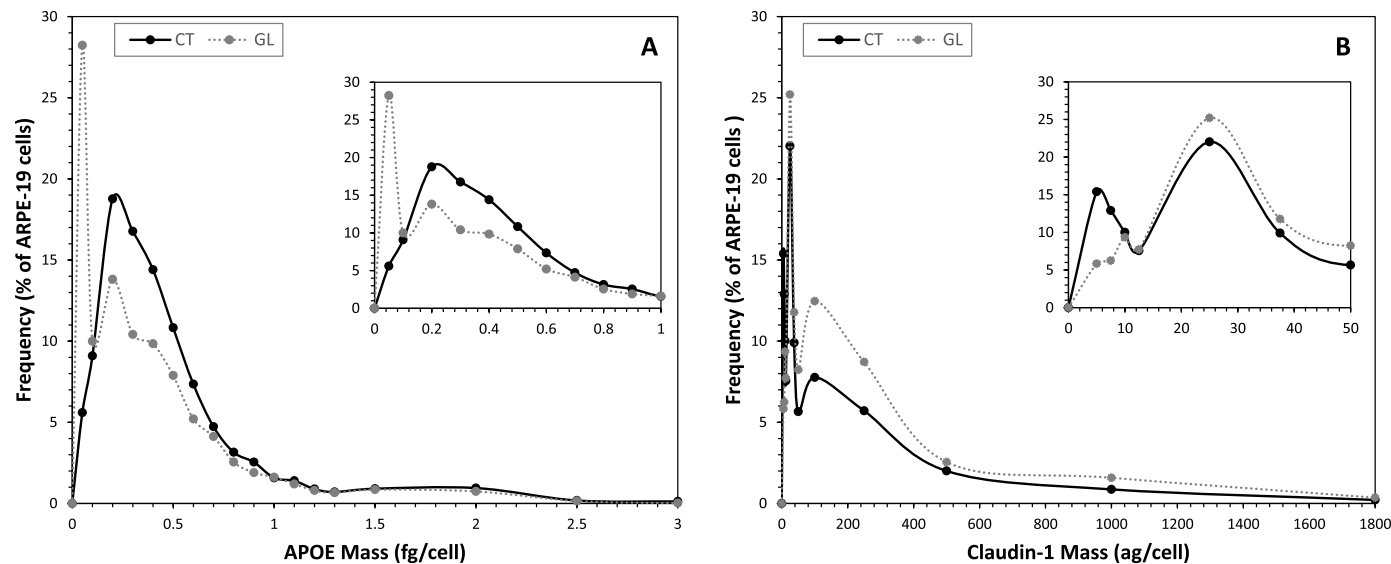 A
CT GL
Frequency (% of ARPE-19 cells)
30
25
20
15
10
5
0
0 0.5 1 1.5 2 2.5 3
APOE Mass (fg/cell)
30
25
20
15
10
5
0
0 0.2 0.4 0.6 0.8 1
B
CT GL
Frequency (% of ARPE-19 cells )
30
25
20
15
10
5
0
0 200 400 600 800 1000 1200 1400 1600 1800
Claudin-1 Mass (ag/cell)
30
25
20
15
10
5
0
0 10 20 30 40 50